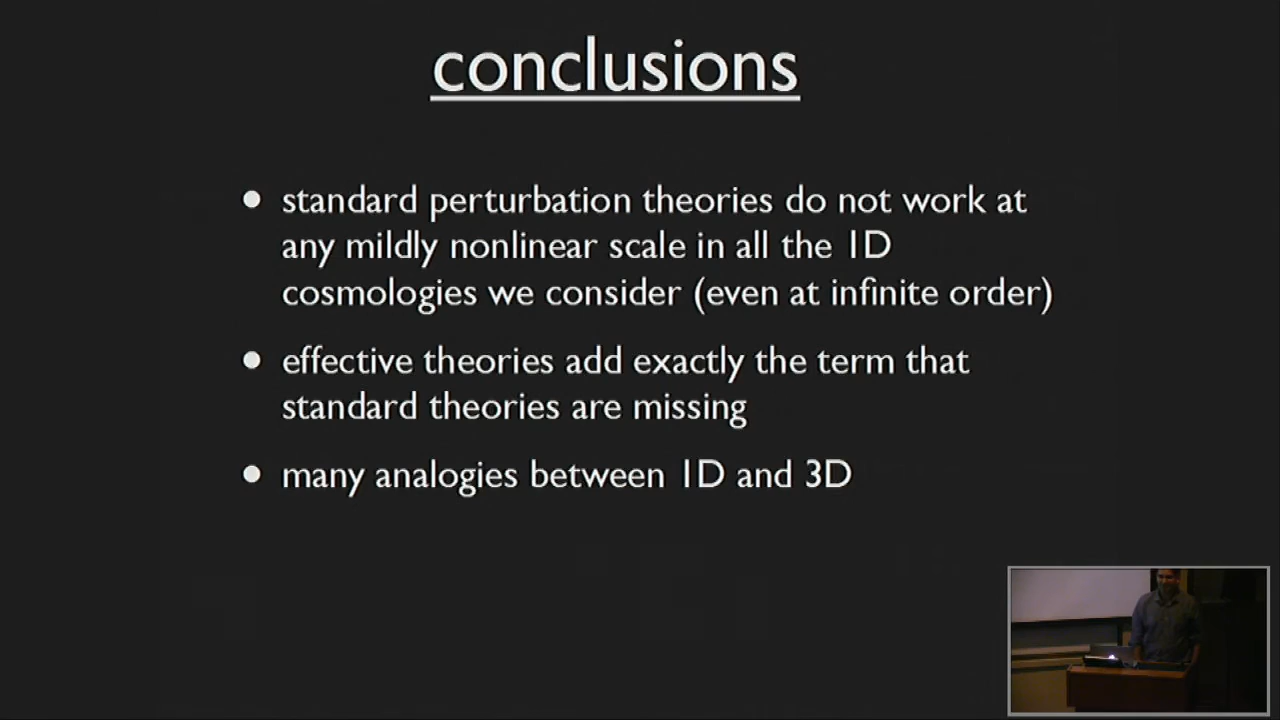 conclusions
• standard perturbation theories do not work at
any mildly nonlinear scale in all the 1D
cosmologies we consider (even at infinite order)
• effective theories add exactly the term that
standard theories are missing
• many analogies between 1D and 3D